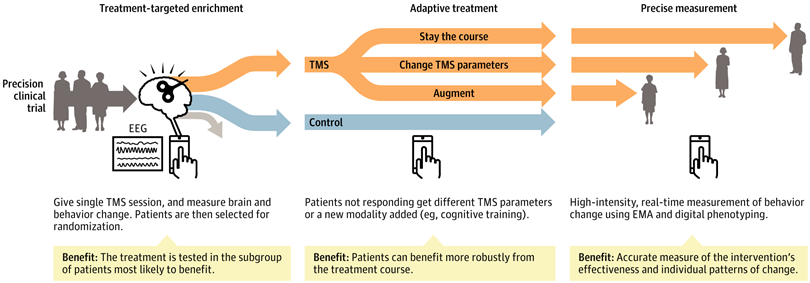 Treatment-targeted enrichment
Adaptive treatment
Precise measurement
Precision
clinical
trial
EEG
TMS
Stay the course
Change TMS parameters
Augment
Control
Give single TMS session, and measure brain and
behavior change. Patients are then selected for
randomization.
Patients not responding get different TMS parameters
or a new modality added (eg, cognitive training).
High-intensity, real-time measurement of behavior
change using EMA and digital phenotyping.
Benefit: The treatment is tested in the subgroup
of patients most likely to benefit.
Benefit: Patients can benefit more robustly from
the treatment course.
Benefit: Accurate measure of the intervention’s
effectiveness and individual patterns of change.